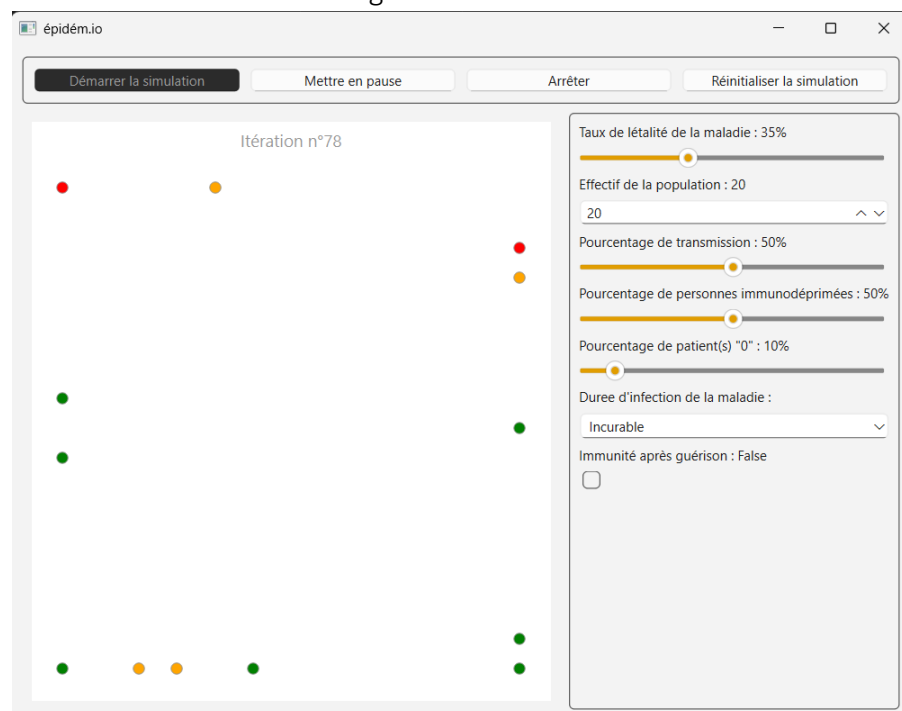 épidém.io
Démarrer la simulation
Mettre en pause
Arrêter
Réinitialiser la simulation
Itération n°78
Taux de létalité de la maladie : 35%
Effectif de la population : 20
20
Pourcentage de transmission : 50%
Pourcentage de personnes immunodéprimées : 50%
Pourcentage de patient(s) "0" : 10%
Duree d'infection de la maladie :
Incurable
Immunité après guérison : False